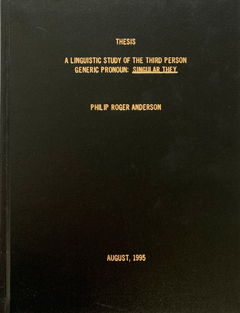 THESIS
A LINGUISTIC STUDY OF THE THIRD PERSON
GENERIC PRONOUN: SINGULAR THEY
PHILIP ROGER ANDERSON
AUGUST, 1995